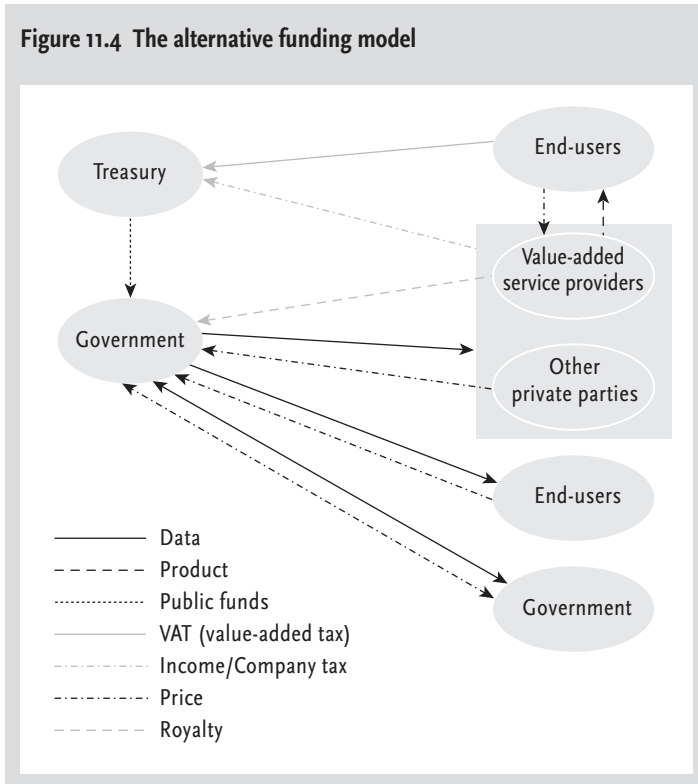 Figure 11.4 The alternative funding model
Treasury
End-users
Value-added
service providers
Government
Other
private parties
End-users
Government
Data
Product
Public funds
VAT (value-added tax)
Income/Company tax
Price
Royalty